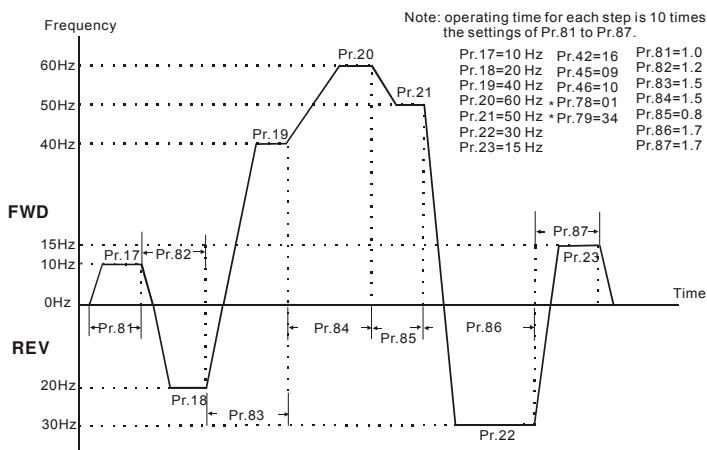 Frequency
Note: operating time for each step is 10 times
the settings of Pr.81 to Pr.87.
Pr.17=10 Hz Pr.42=16 Pr.81=1.0
Pr.18=20 Hz Pr.45=09 Pr.82=1.2
Pr.19=40 Hz Pr.46=10 Pr.83=1.5
Pr.20=60 Hz *Pr.78=01 Pr.84=1.5
Pr.21=50 Hz *Pr.79=34 Pr.85=0.8
Pr.22=30 Hz Pr.86=1.7
Pr.23=15 Hz Pr.87=1.7
Pr.20
60Hz
Pr.21
50Hz
Pr.19
40Hz
FWD
Pr.87
15Hz
Pr.17
Pr.82
Pr.23
10Hz
Time
0Hz
Pr.81
Pr.84
Pr.85
Pr.86
REV
20Hz
Pr.18
Pr.83
30Hz
Pr.22